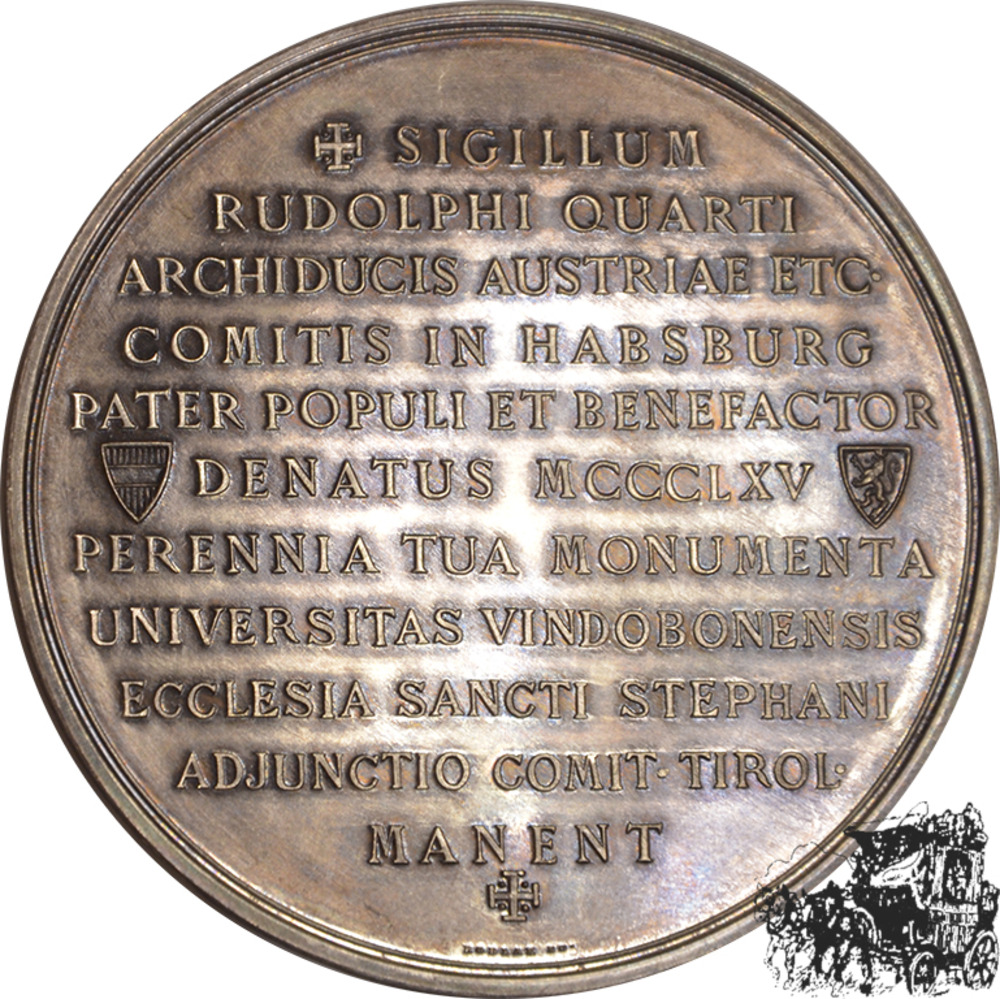 SIGILLUM
RUDOLPHI QUARTI
ARCHIDUCIS AUSTRIAE ETC·
COMITIS IN HABSBURG
PATER POPULI ET BENEFACTOR
DENATUS MCCCLXV
PERENNIA TUA MONUMENTA
UNIVERSITAS VINDOBONENSIS
ECCLESIA SANCTI STEPHANI
ADJUNCTIO COMIT· TIROL·
MANENT